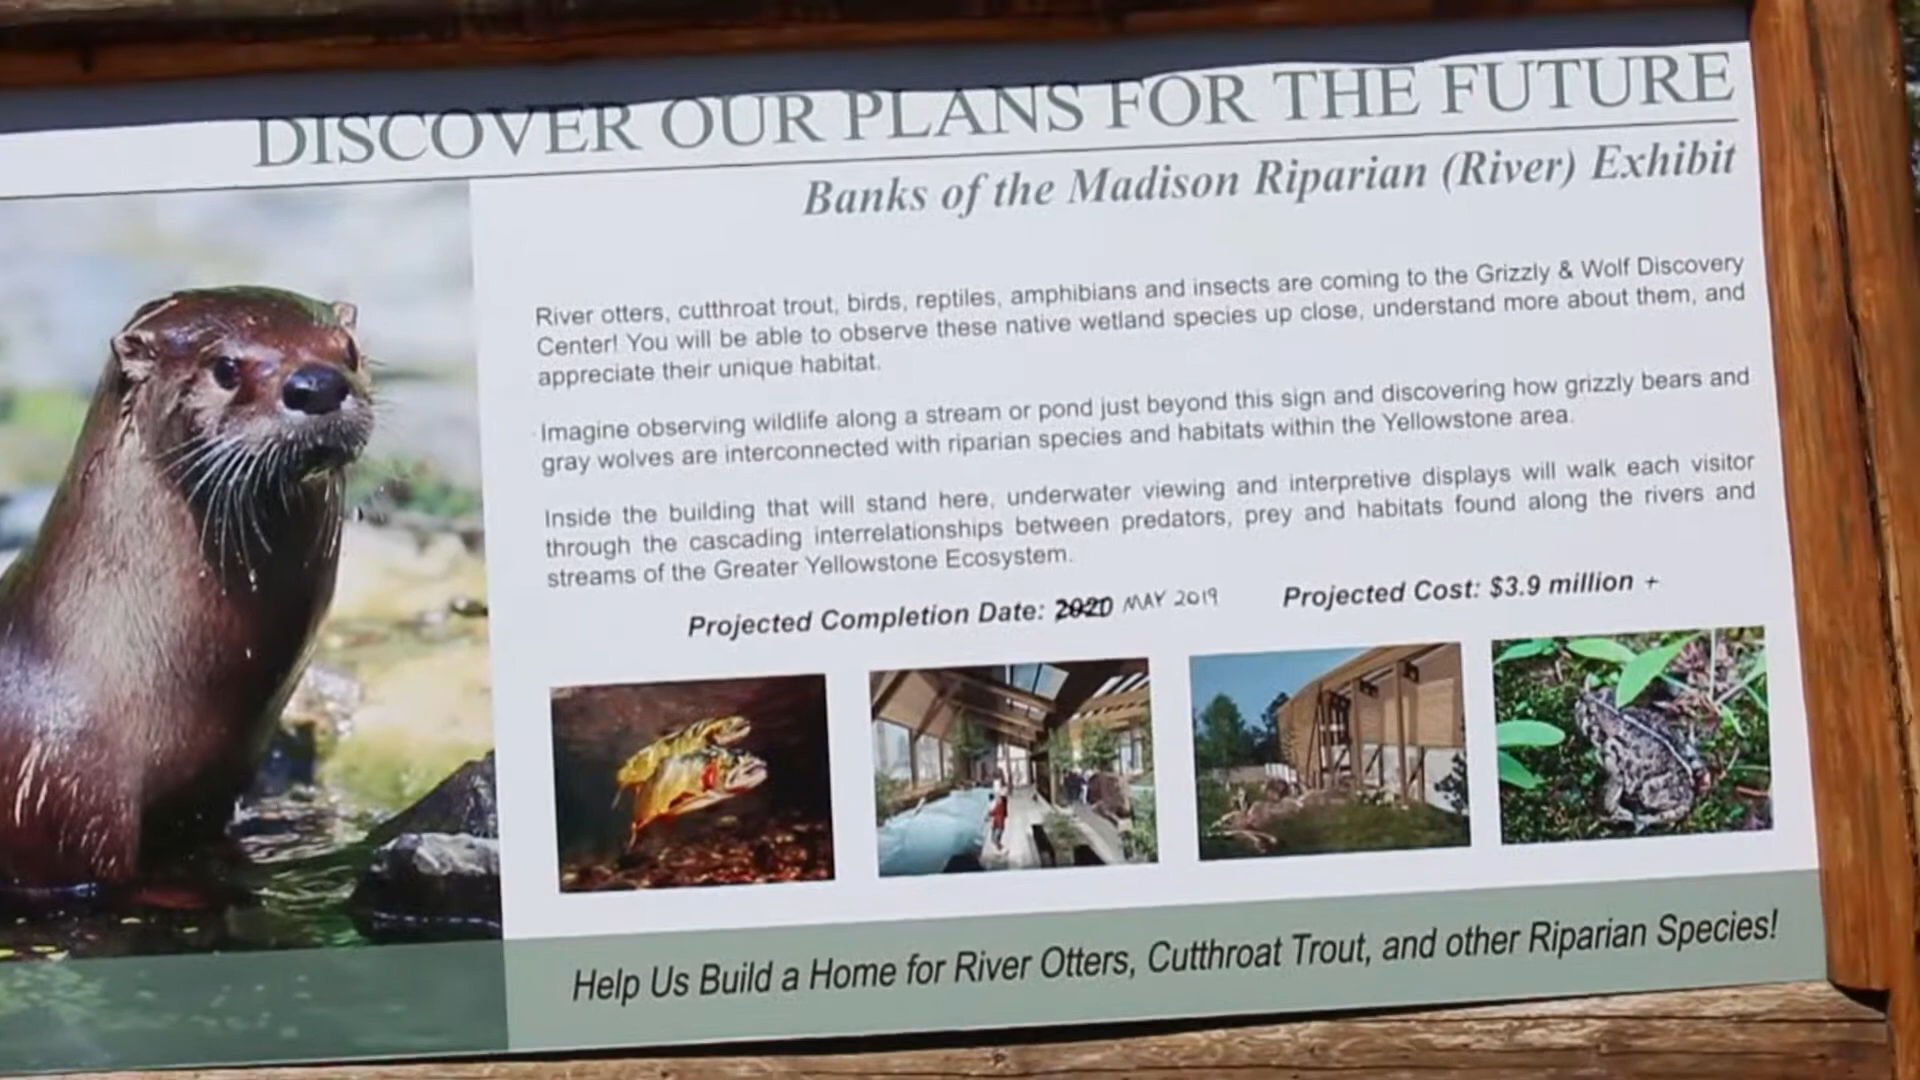 DISCOVER OUR PLANS FOR THE FUTURE
Banks of the Madison Riparian (River) Exhibit
River otters, cutthroat trout, birds, reptiles, amphibians and insects are coming to the Grizzly & Wolf Discovery
Center! You will be able to observe these native wetland species up close, understand more about them, and
appreciate their unique habitat.
Imagine observing wildlife along a stream or pond just beyond this sign and discovering how grizzly bears and
gray wolves are interconnected with riparian species and habitats within the Yellowstone area.
Inside the building that will stand here, underwater viewing and interpretive displays will walk each visitor
through the cascading interrelationships between predators, prey and habitats found along the rivers and
streams of the Greater Yellowstone Ecosystem.
Projected Completion Date: 2020 MAY 2019 Projected Cost: $3.9 million +
Help Us Build a Home for River Otters, Cutthroat Trout, and other Riparian Species!